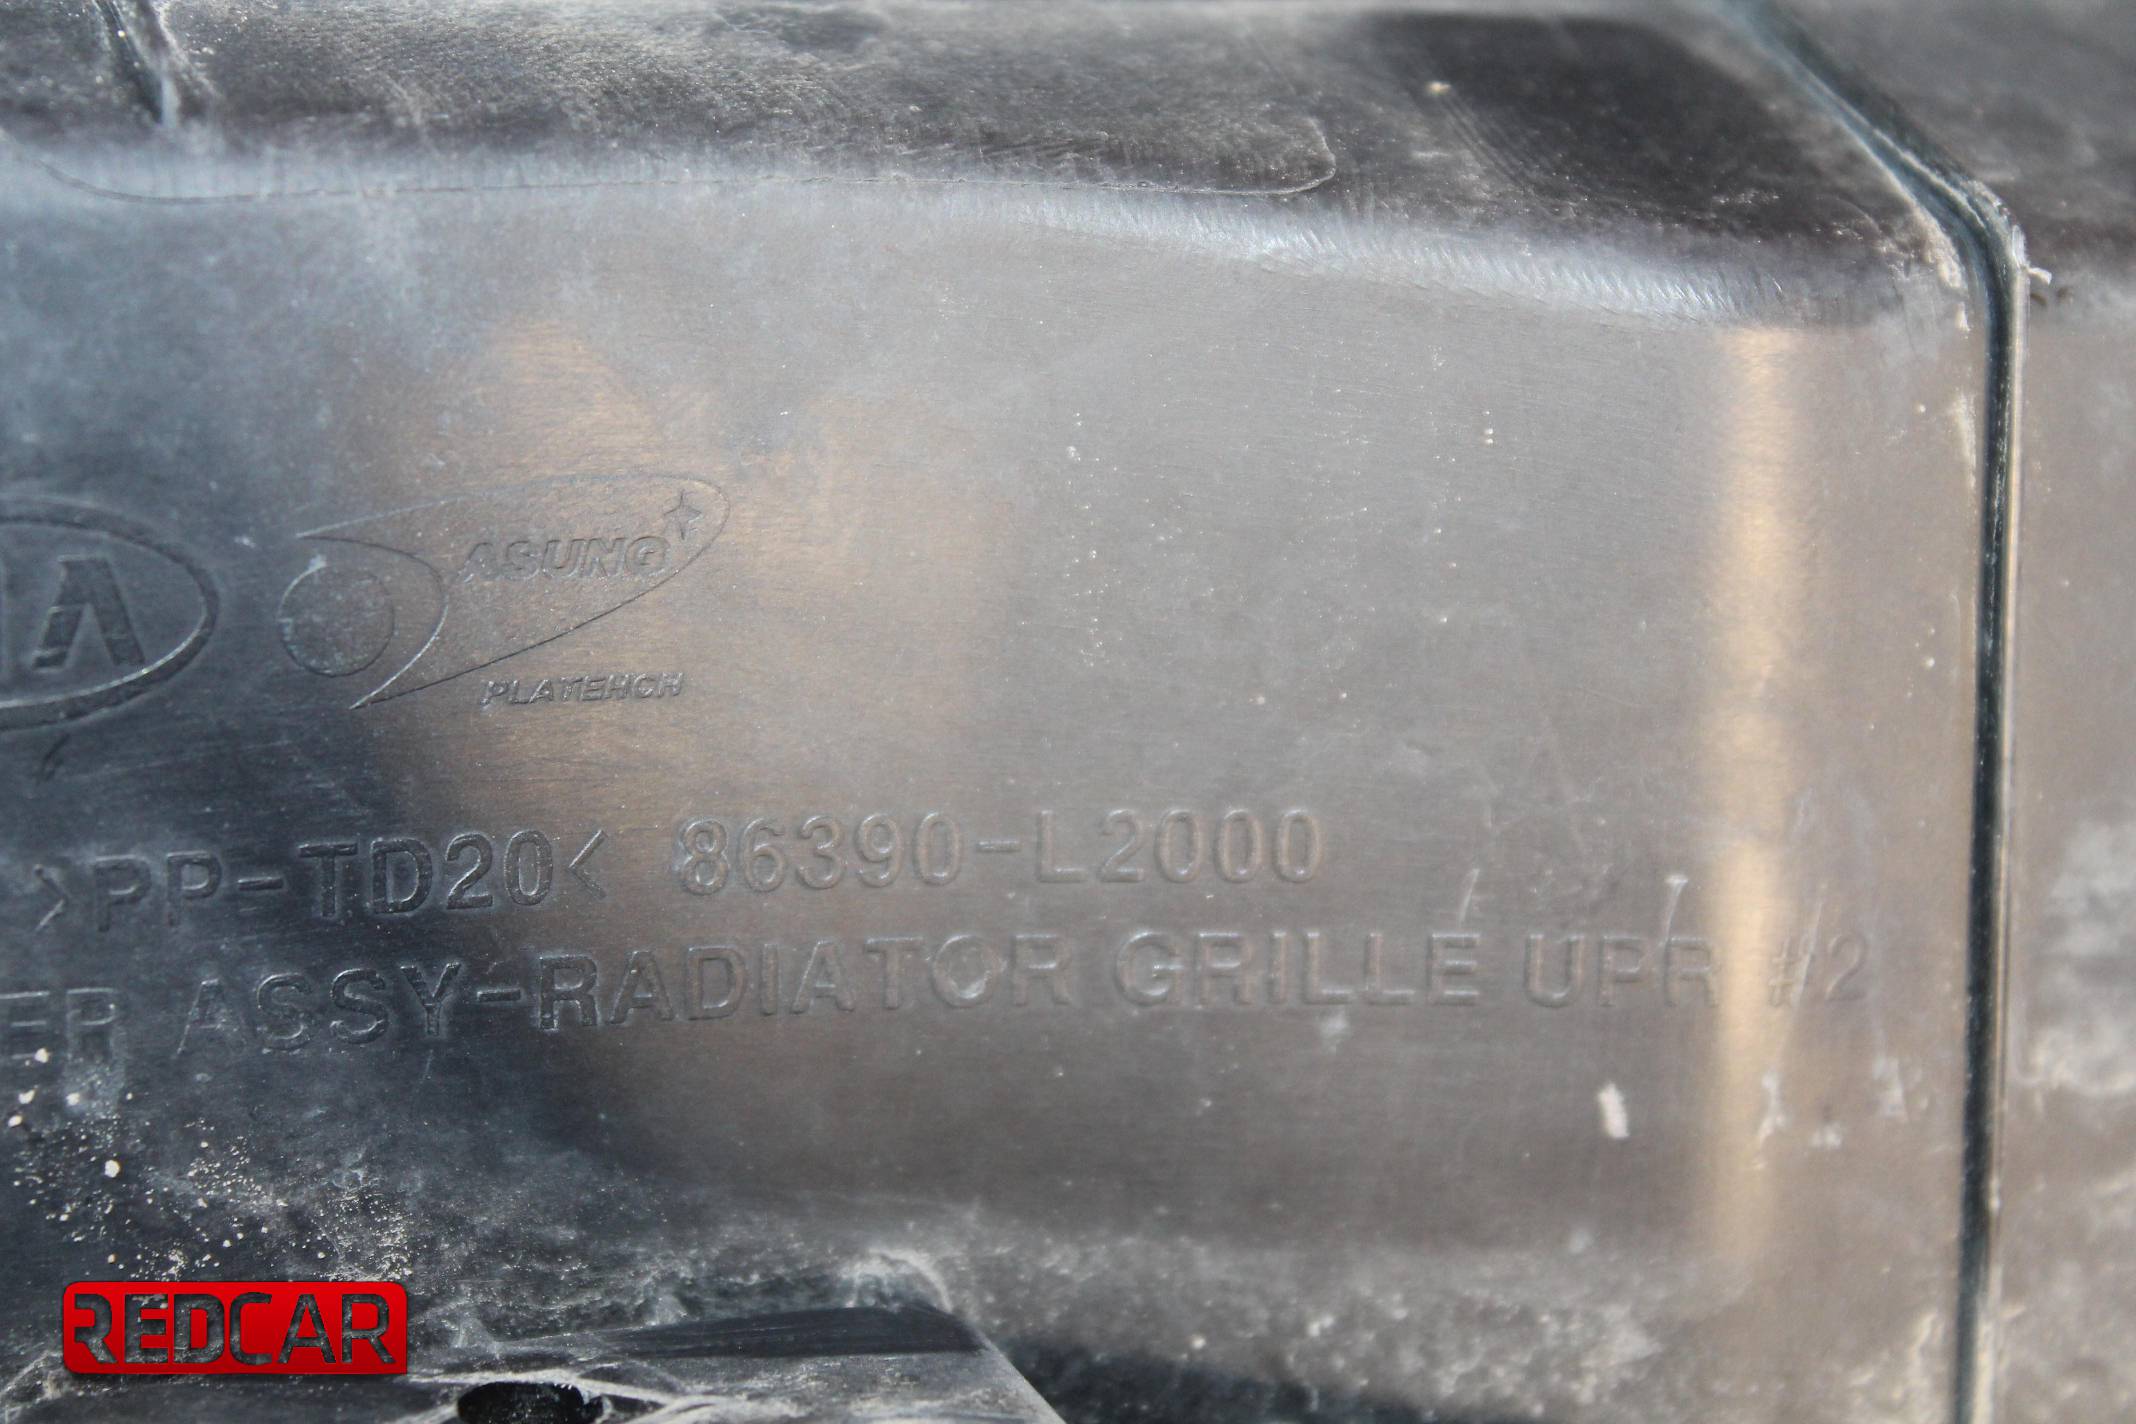 ASUNG
PLATEHCH
>PP-TD20< 86390-L2000
ASSY-RADIATOR GRILLE UPR #2
REDCAR